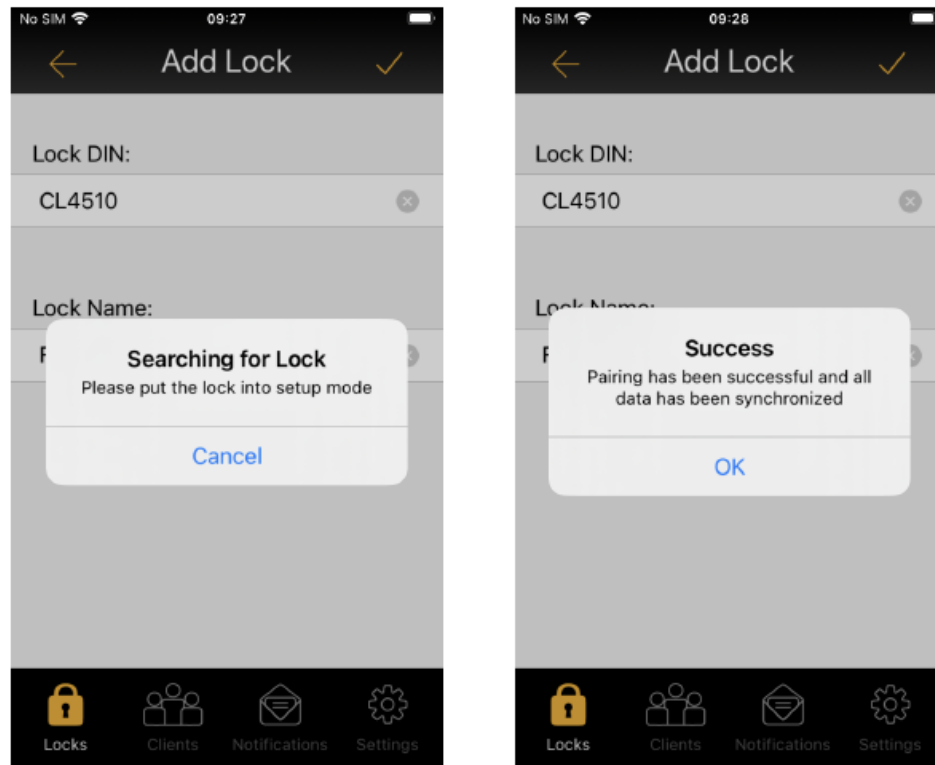 No SIM 09:27
Add Lock
Lock DIN:
CL4510
Lock Name:
F
Searching for Lock
Please put the lock into setup mode
Cancel
Locks Clients Notifications Settings
No SIM 09:28
Add Lock
Lock DIN:
CL4510
Lock Name:
F
Success
Pairing has been successful and all
data has been synchronized
OK
Locks Clients Notifications Settings